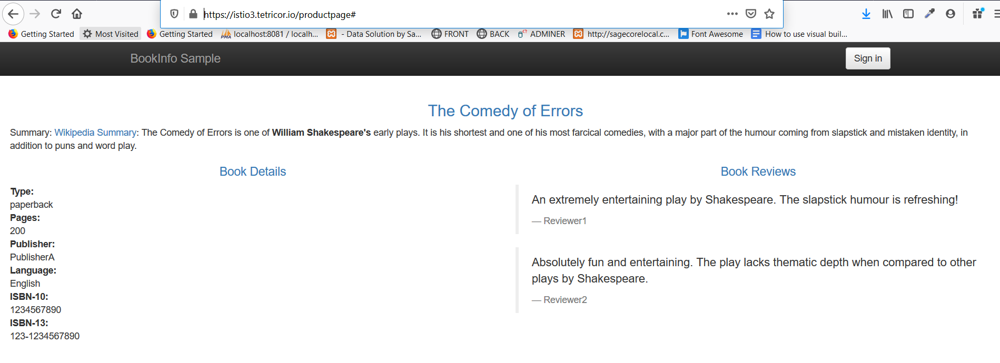 https://istio3.tetricor.io/productpage#
Getting Started Most Visited Getting Started localhost:8081 / localh... - Data Solution by Sa... FRONT BACK ADMINER http://sagecorelocal.c... Font Awesome How to use visual buil...
BookInfo Sample Sign in
The Comedy of Errors
Summary: Wikipedia Summary: The Comedy of Errors is one of William Shakespeare's early plays. It is his shortest and one of his most farcical comedies, with a major part of the humour coming from slapstick and mistaken identity, in
addition to puns and word play.
Book Details
Type:
paperback
Pages:
200
Publisher:
PublisherA
Language:
English
ISBN-10:
1234567890
ISBN-13:
123-1234567890
Book Reviews
An extremely entertaining play by Shakespeare. The slapstick humour is refreshing!
— Reviewer1
Absolutely fun and entertaining. The play lacks thematic depth when compared to other
plays by Shakespeare.
— Reviewer2